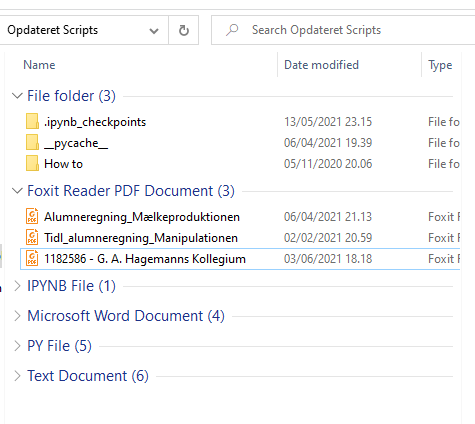 Opdateret Scripts
Search Opdateret Scripts
Name Date modified Type
File folder (3)
.ipynb_checkpoints 13/05/2021 23.15 File fo
__pycache__ 06/04/2021 19.39 File fo
How to 05/11/2020 20.06 File fo
Foxit Reader PDF Document (3)
Alumneregning_Mælkeproduktionen 06/04/2021 21.13 Foxit F
Tidl_alumneregning_Manipulationen 02/02/2021 20.59 Foxit F
1182586 - G. A. Hagemanns Kollegium 03/06/2021 18.18 Foxit F
IPYNB File (1)
Microsoft Word Document (4)
PY File (5)
Text Document (6)